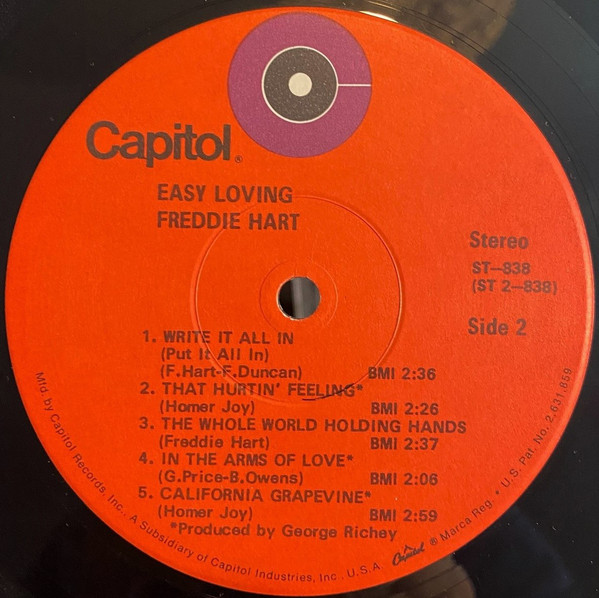 Capitol®
EASY LOVING
FREDDIE HART
Stereo
ST-838
(ST 2-838)
Side 2
1. WRITE IT ALL IN
(Put It All In)
(F.Hart-F.Duncan) BMI 2:36
2. THAT HURTIN' FEELING*
(Homer Joy) BMI 2:26
3. THE WHOLE WORLD HOLDING HANDS
(Freddie Hart) BMI 2:37
4. IN THE ARMS OF LOVE*
(G.Price-B.Owens) BMI 2:06
5. CALIFORNIA GRAPEVINE*
(Homer Joy) BMI 2:59
*Produced by George Richey
Mfd. by Capitol Records, Inc., A Subsidiary of Capitol Industries, Inc., U.S.A. Capitol ® Marca Reg. • U.S. Pat. No. 2,631,859